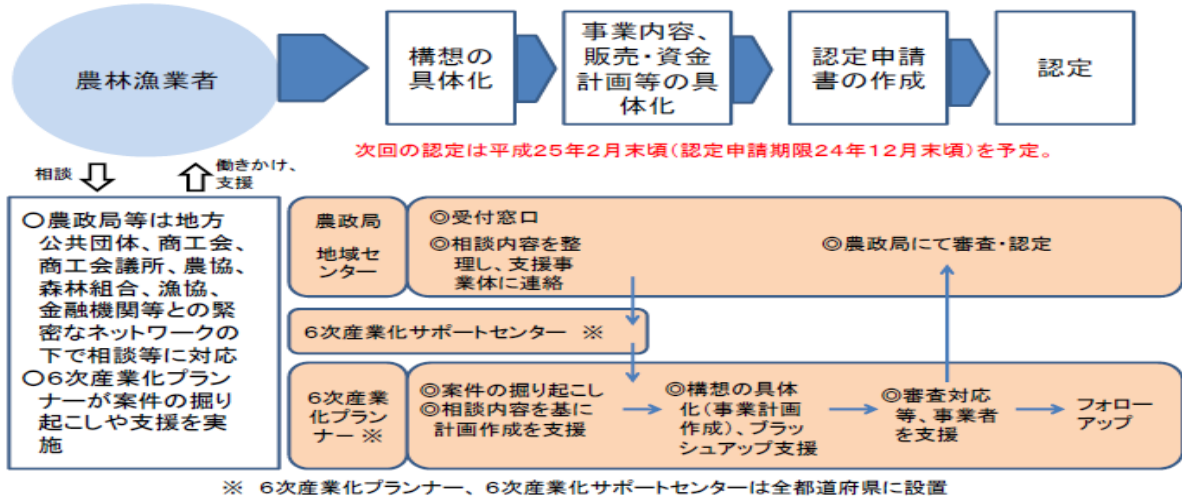 農林漁業者
構想の
具体化
事業内容、
販売・資金
計画等の具
体化
認定申請
書の作成
認定
次回の認定は平成25年2月末頃(認定申請期限24年12月末頃)を予定。
相談
働きかけ、
支援
○農政局等は地方
公共団体、商工会、
商工会議所、農協、
森林組合、漁協、
金融機関等との緊
密なネットワークの
下で相談等に対応
○6次産業化プラン
ナーが案件の掘り
起こしや支援を実
施
農政局
地域セ
ンター
◎受付窓口
◎相談内容を整
理し、支援事
業体に連絡
◎農政局にて審査・認定
6次産業化サポートセンター ※
6次産業
化プラン
ナー ※
◎案件の掘り起こし
◎相談内容を基に
計画作成を支援
◎構想の具体
化(事業計画
作成)、ブラッ
シュアップ支援
◎審査対応
等、事業者
を支援
フォロー
アップ
※ 6次産業化プランナー、6次産業化サポートセンターは全都道府県に設置